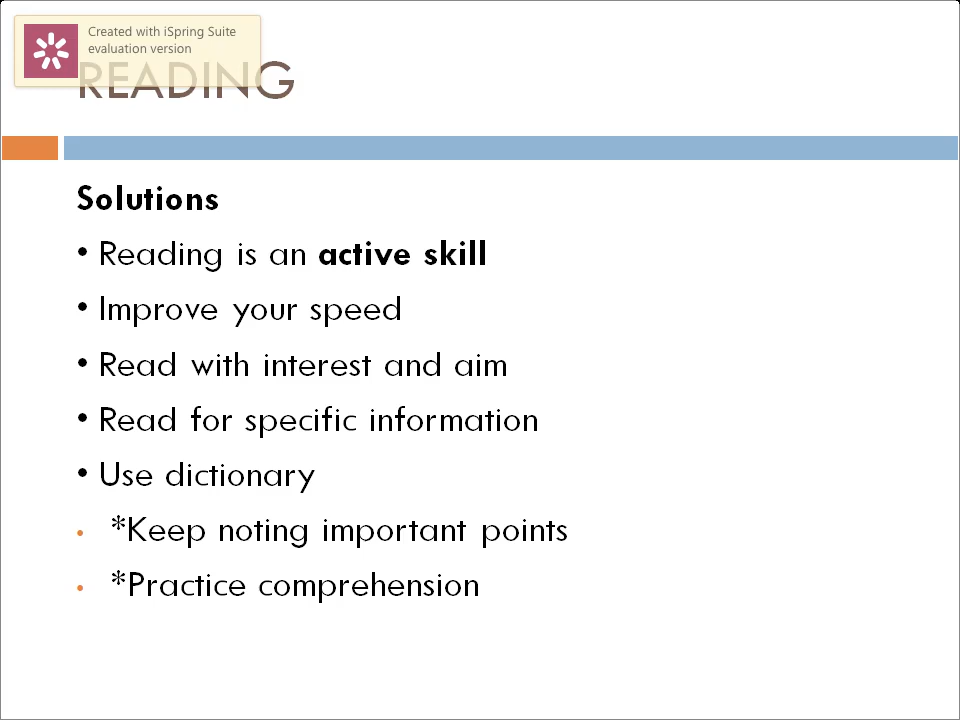 Created with iSpring Suite
evaluation version
READING
Solutions
• Reading is an active skill
• Improve your speed
• Read with interest and aim
• Read for specific information
• Use dictionary
• *Keep noting important points
• *Practice comprehension